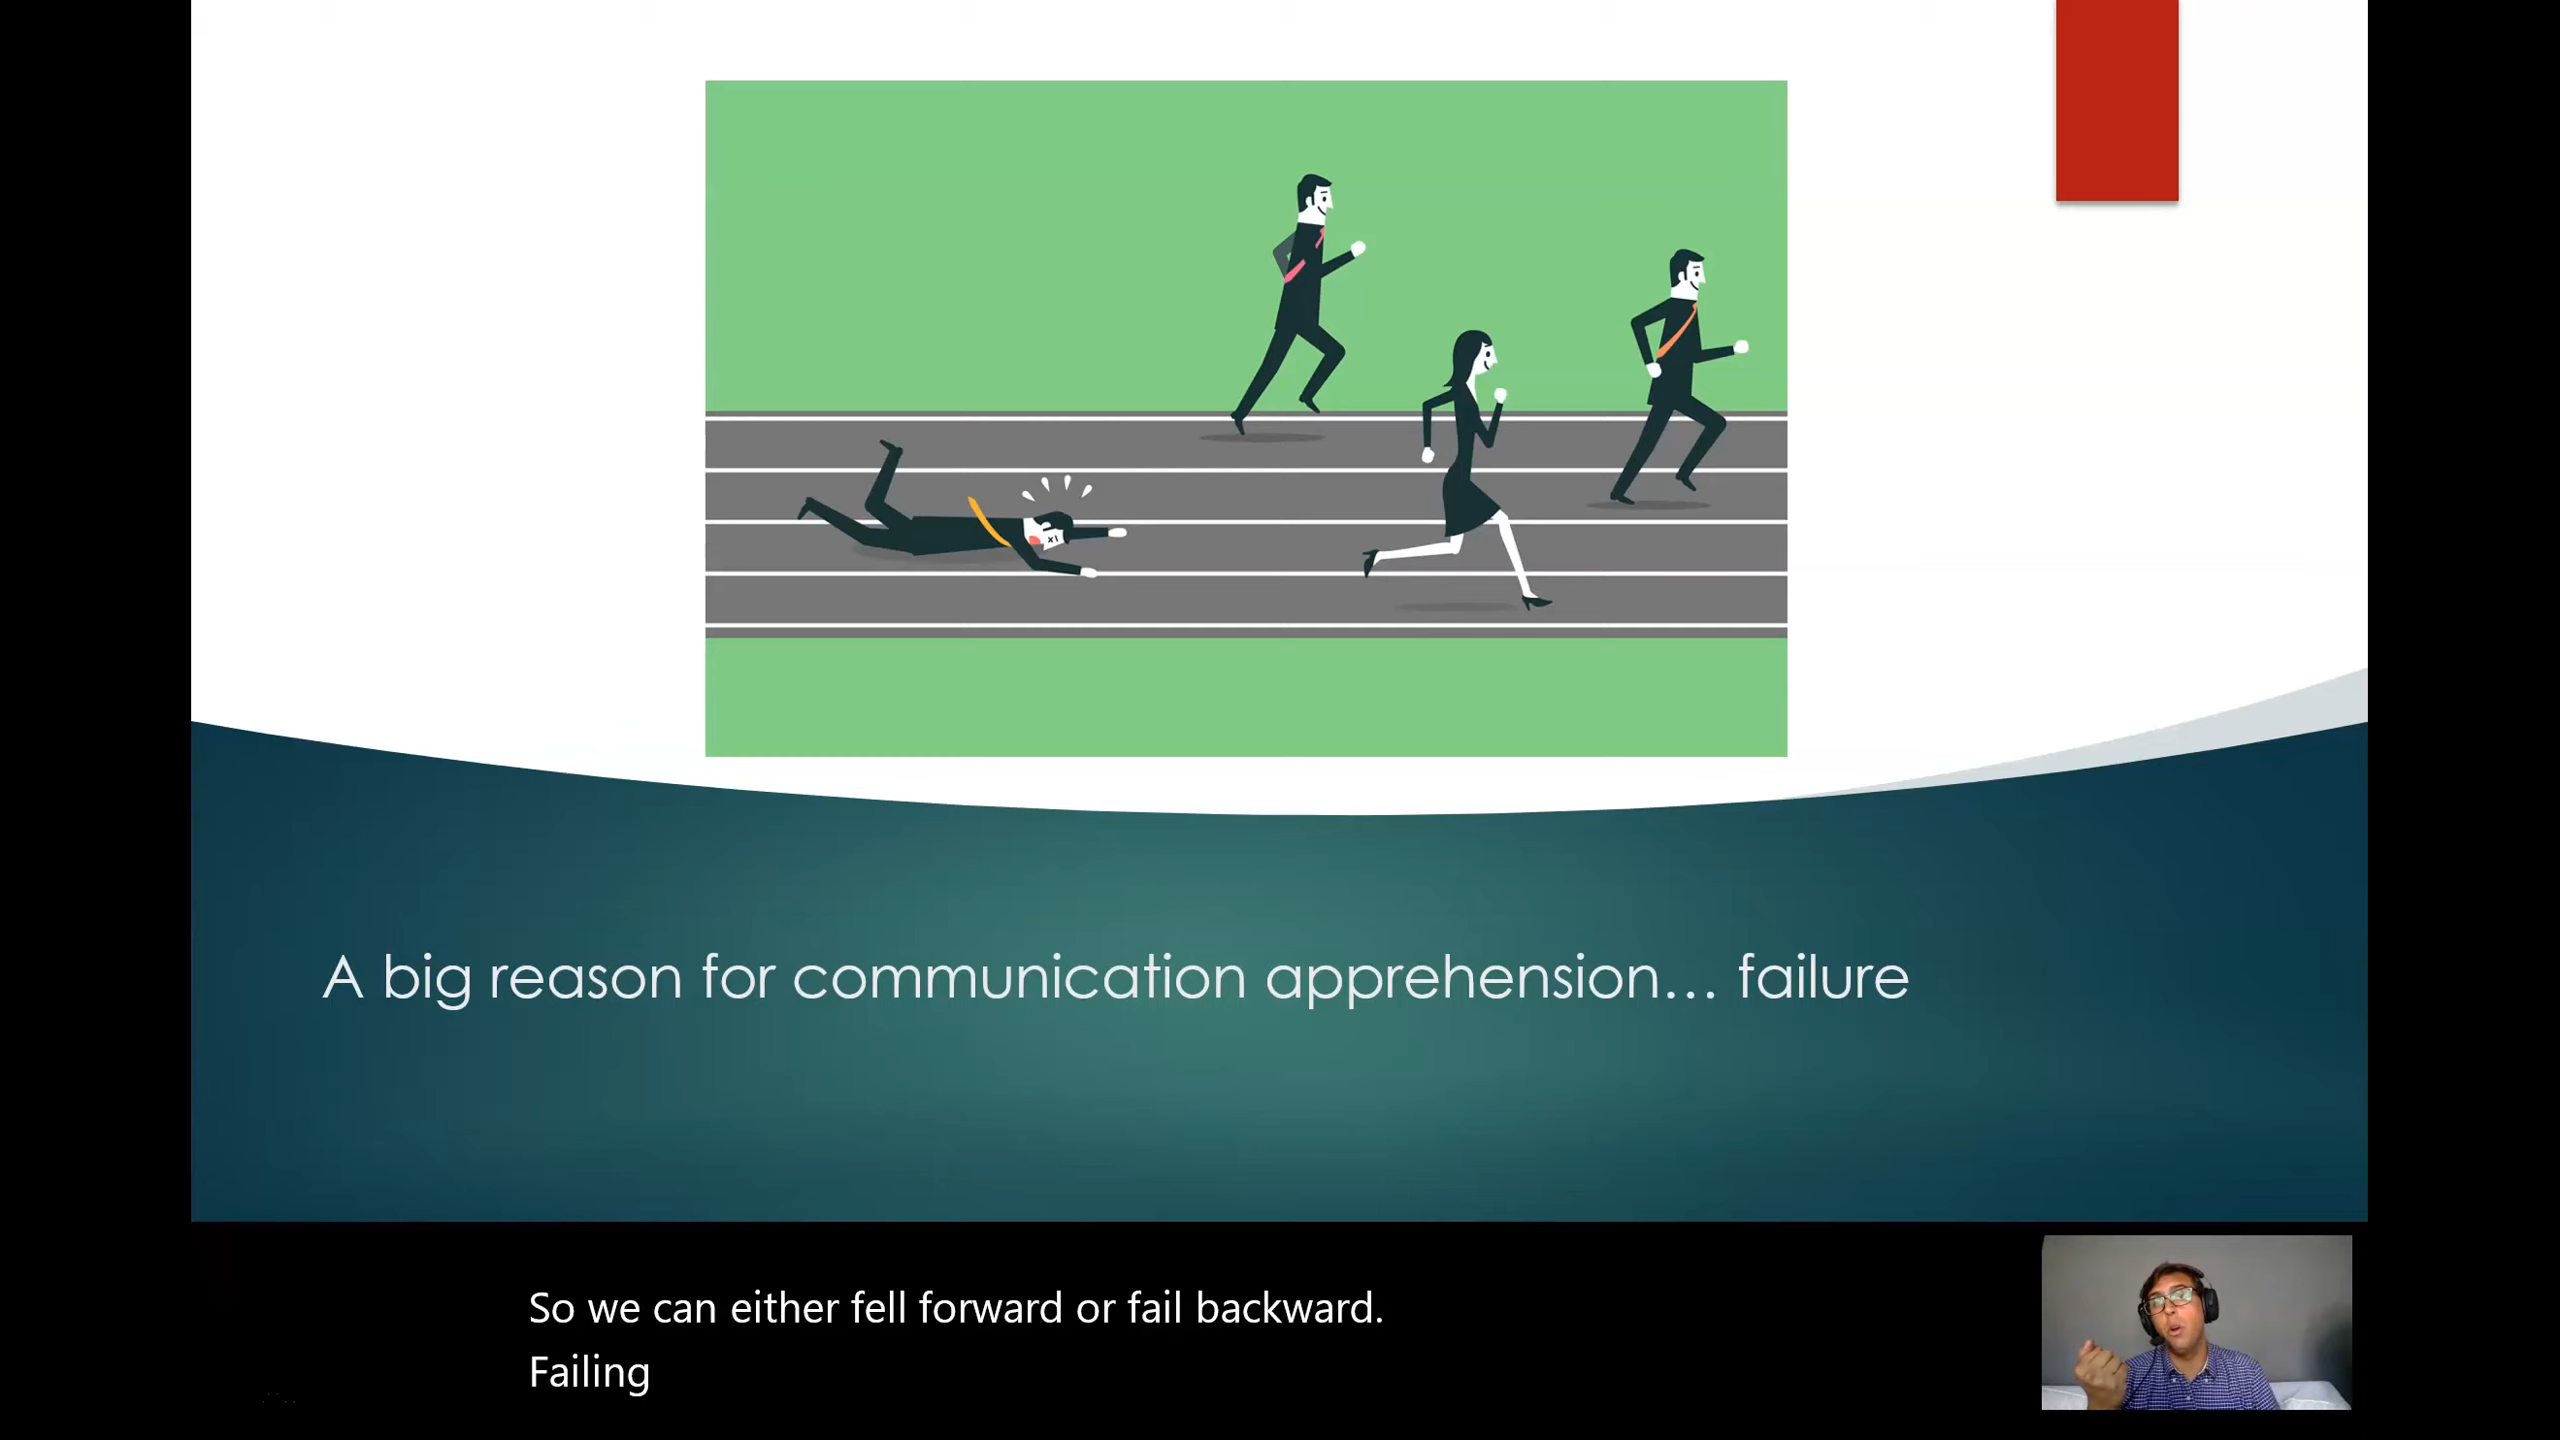 A big reason for communication apprehension… failure
So we can either fell forward or fail backward.
Failing